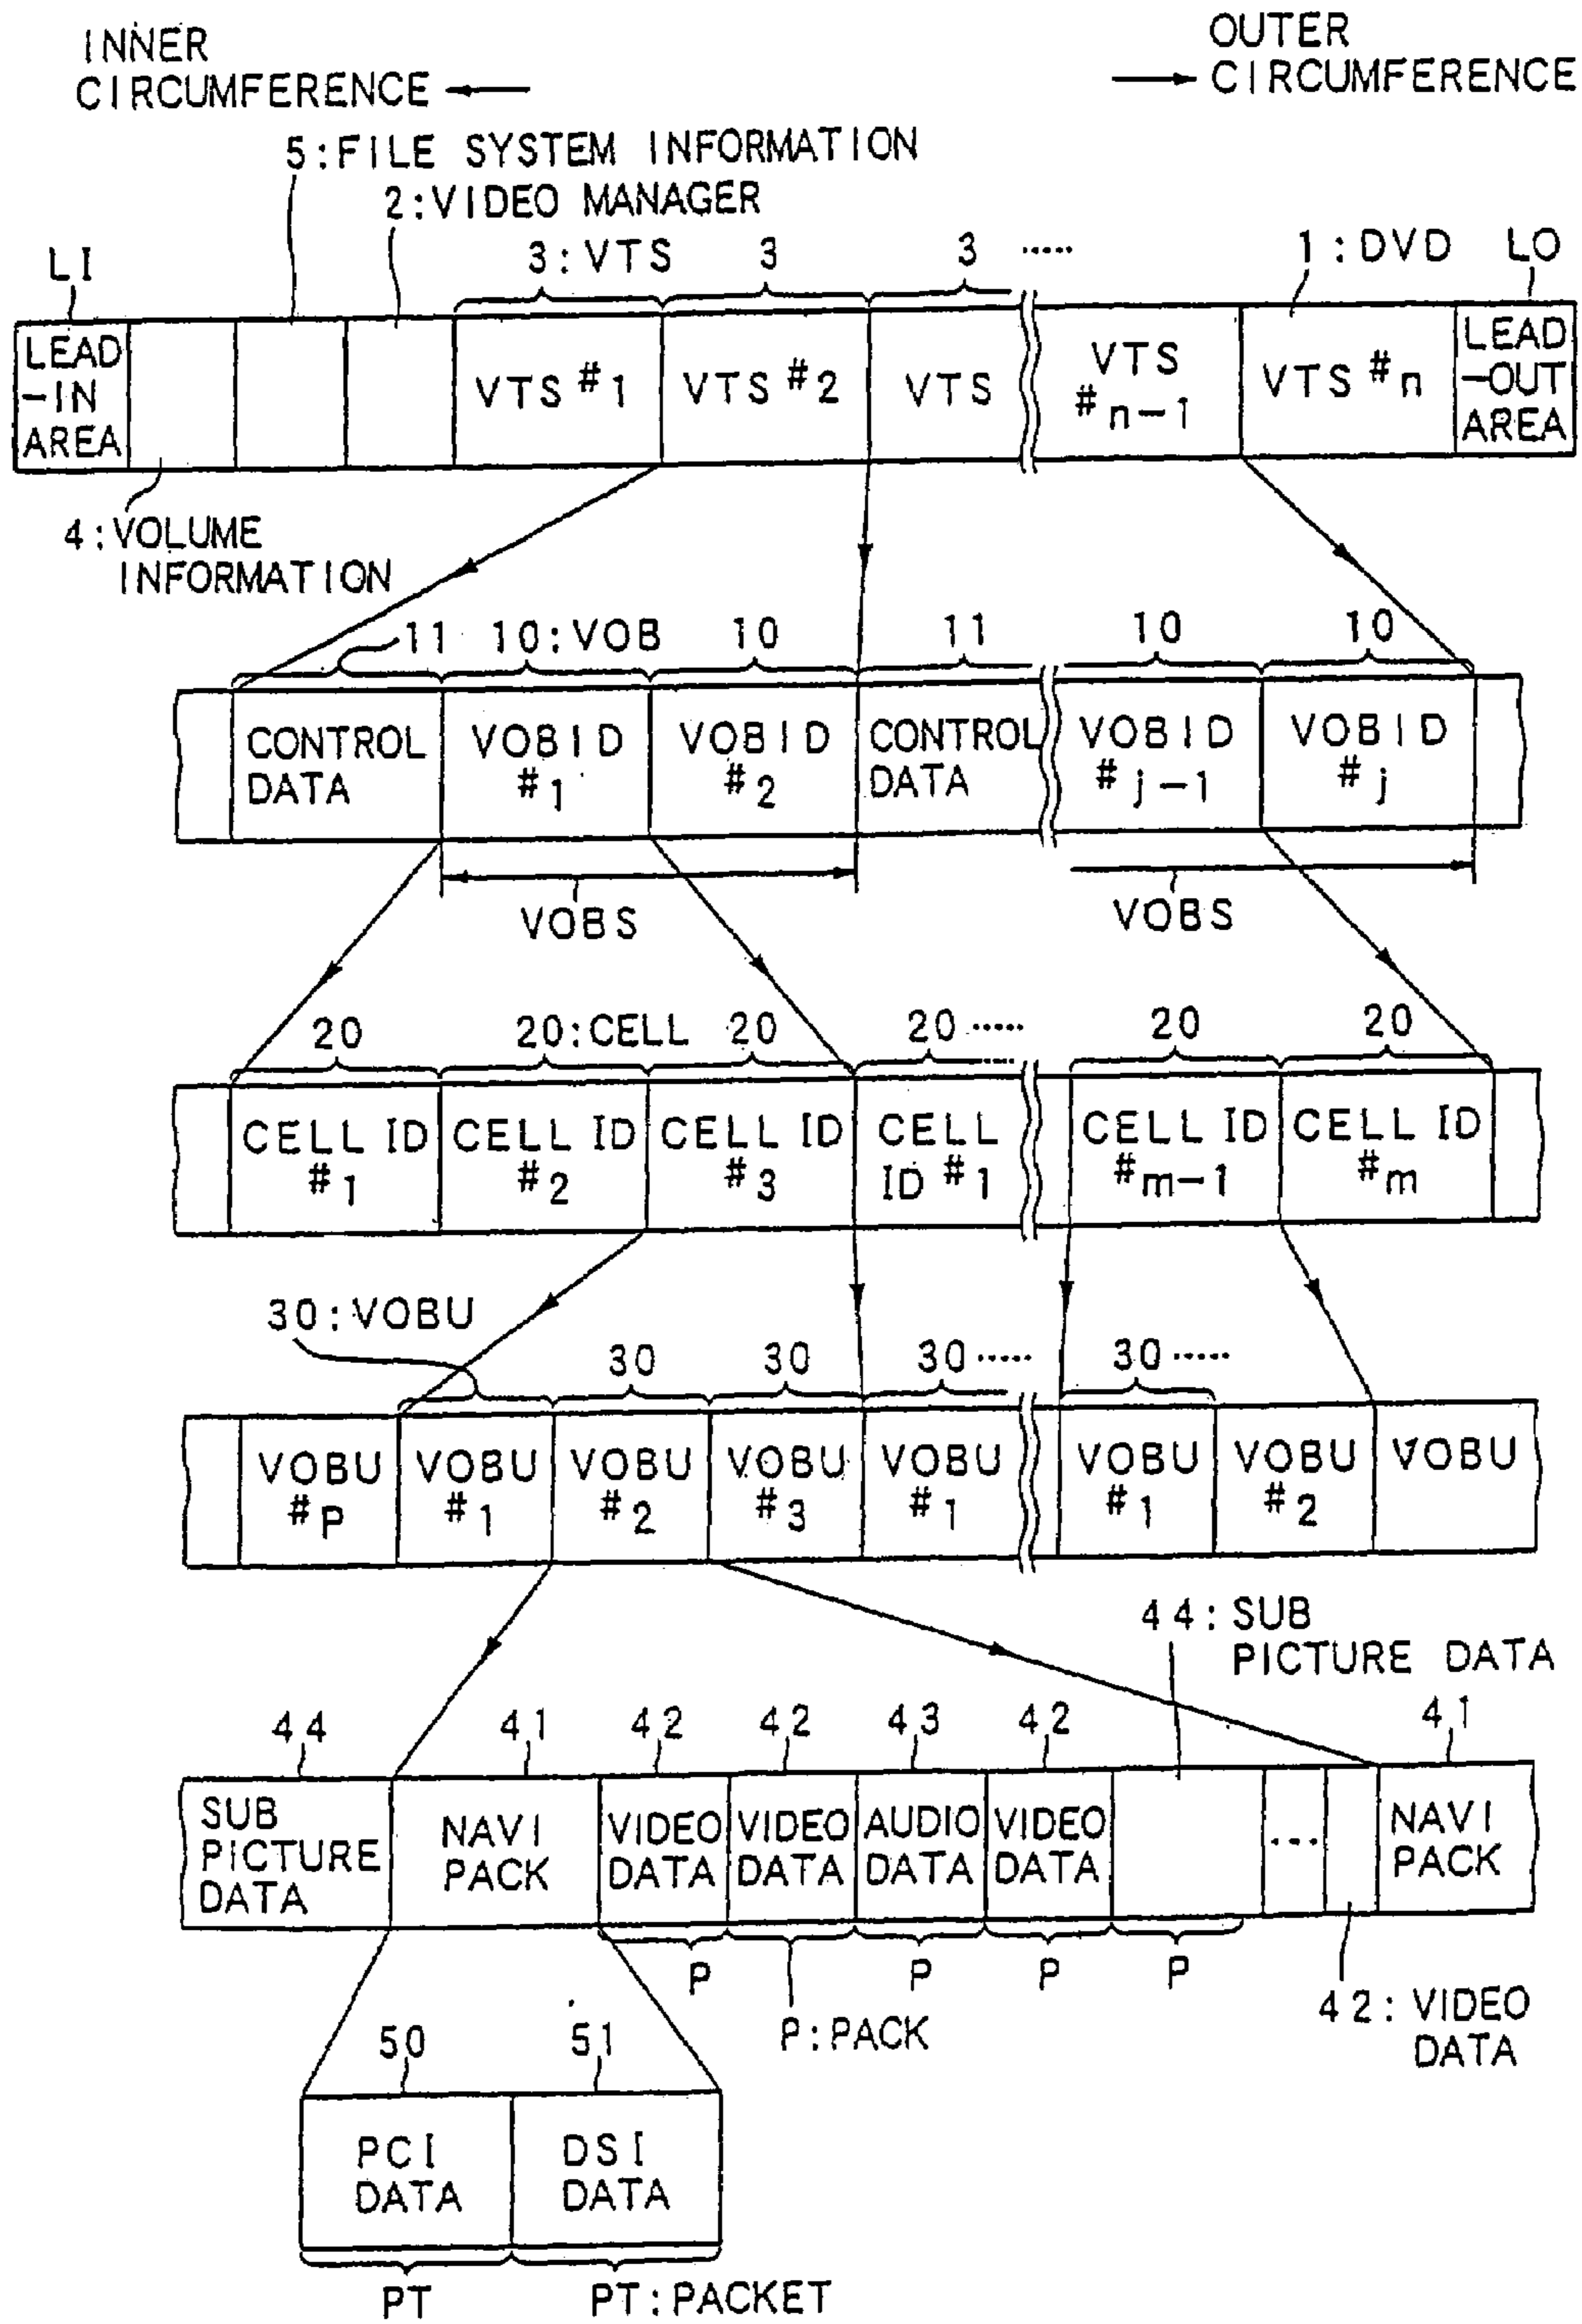 INNER
CIRCUMFERENCE
OUTER
CIRCUMFERENCE
5:FILE SYSTEM INFORMATION
2:VIDEO MANAGER
LI
3:VTS
3
3 .....
1:DVD
LO
LEAD
-IN
AREA
VTS #1
VTS #2
VTS
VTS
#n-1
VTS #n
LEAD
-OUT
AREA
4:VOLUME
INFORMATION
11
10:VOB
10
11
10
10
CONTROL
DATA
VOBID
#1
VOBID
#2
CONTROL
DATA
VOBID
#j-1
VOBID
#j
VOBS
VOBS
20
20:CELL
20
20.....
20
20
CELL ID
#1
CELL ID
#2
CELL ID
#3
CELL
ID #1
CELL ID
#m-1
CELL ID
#m
30:VOBU
30
30
30.....
30.....
VOBU
#P
VOBU
#1
VOBU
#2
VOBU
#3
VOBU
#1
VOBU
#1
VOBU
#2
VOBU
44:SUB
PICTURE DATA
44
41
42
42
43
42
41
SUB
PICTURE
DATA
NAVI
PACK
VIDEO
DATA
VIDEO
DATA
AUDIO
DATA
VIDEO
DATA
...
NAVI
PACK
P
P:PACK
P
P
P
42:VIDEO
DATA
50
51
PCI
DATA
DSI
DATA
PT
PT:PACKET